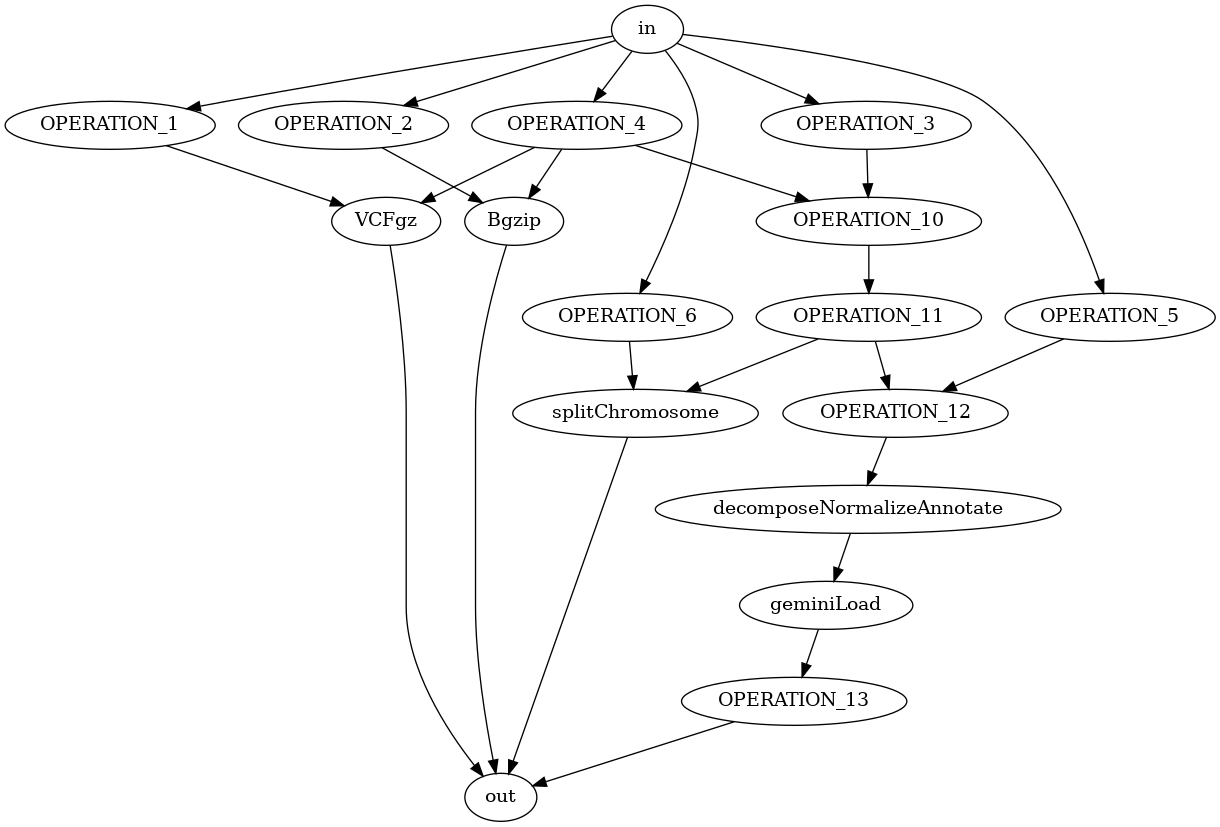 in
OPERATION_1
OPERATION_2
OPERATION_4
OPERATION_3
VCFgz
Bgzip
OPERATION_10
OPERATION_6
OPERATION_11
OPERATION_5
splitChromosome
OPERATION_12
decomposeNormalizeAnnotate
geminiLoad
OPERATION_13
out